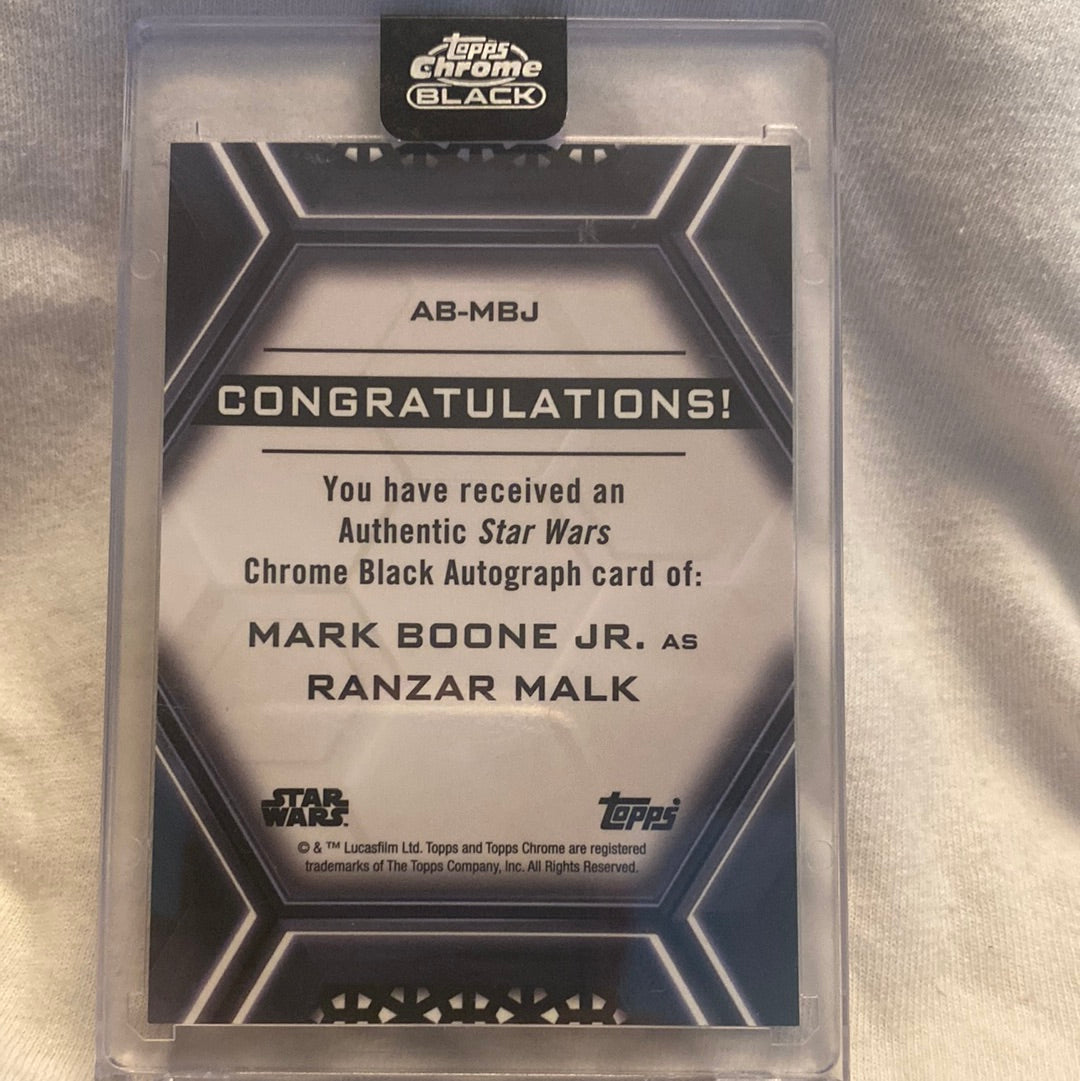 Topps
Chrome
BLACK
AB-MBJ
CONGRATULATIONS!
You have received an
Authentic Star Wars
Chrome Black Autograph card of:
MARK BOONE JR. AS
RANZAR MALK
STAR
WARS
topps
© & ™ Lucasfilm Ltd. Topps and Topps Chrome are registered
trademarks of The Topps Company, Inc. All Rights Reserved.